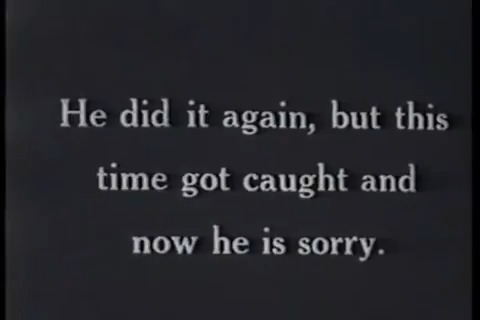 He did it again, but this
time got caught and
now he is sorry.